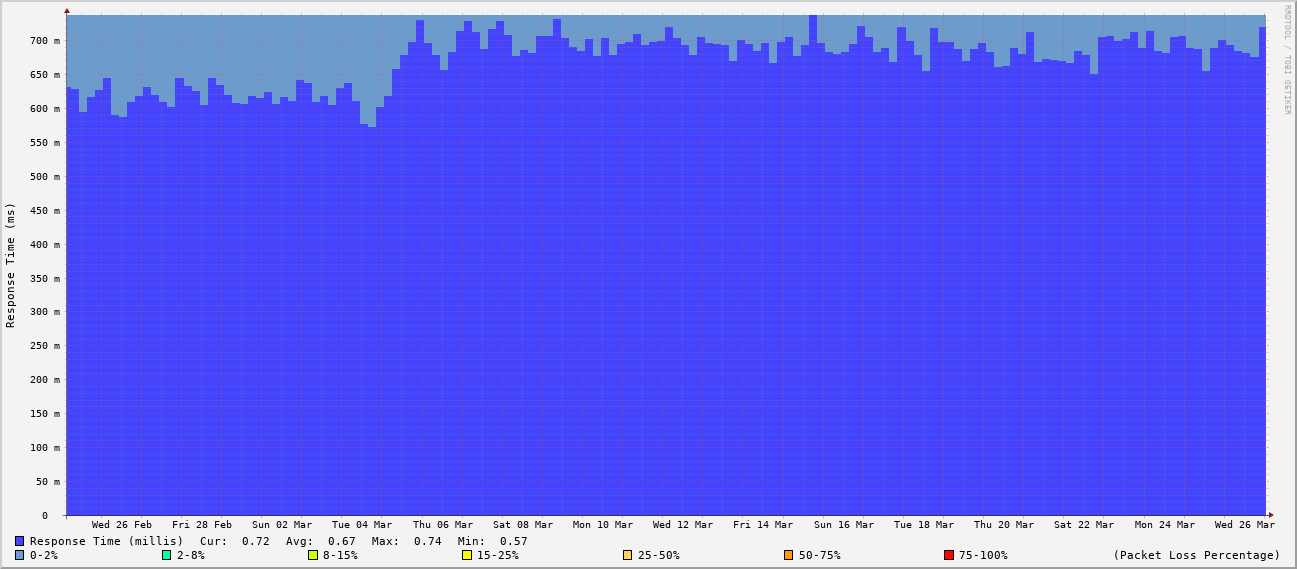 RRDTOOL / TOBI OETIKER
Response Time (ms)
700 m
650 m
600 m
550 m
500 m
450 m
400 m
350 m
300 m
250 m
200 m
150 m
100 m
50 m
0
Wed 26 Feb Fri 28 Feb Sun 02 Mar Tue 04 Mar Thu 06 Mar Sat 08 Mar Mon 10 Mar Wed 12 Mar Fri 14 Mar Sun 16 Mar Tue 18 Mar Thu 20 Mar Sat 22 Mar Mon 24 Mar Wed 26 Mar
Response Time (millis) Cur: 0.72 Avg: 0.67 Max: 0.74 Min: 0.57
0-2% 2-8% 8-15% 15-25% 25-50% 50-75% 75-100% (Packet Loss Percentage)